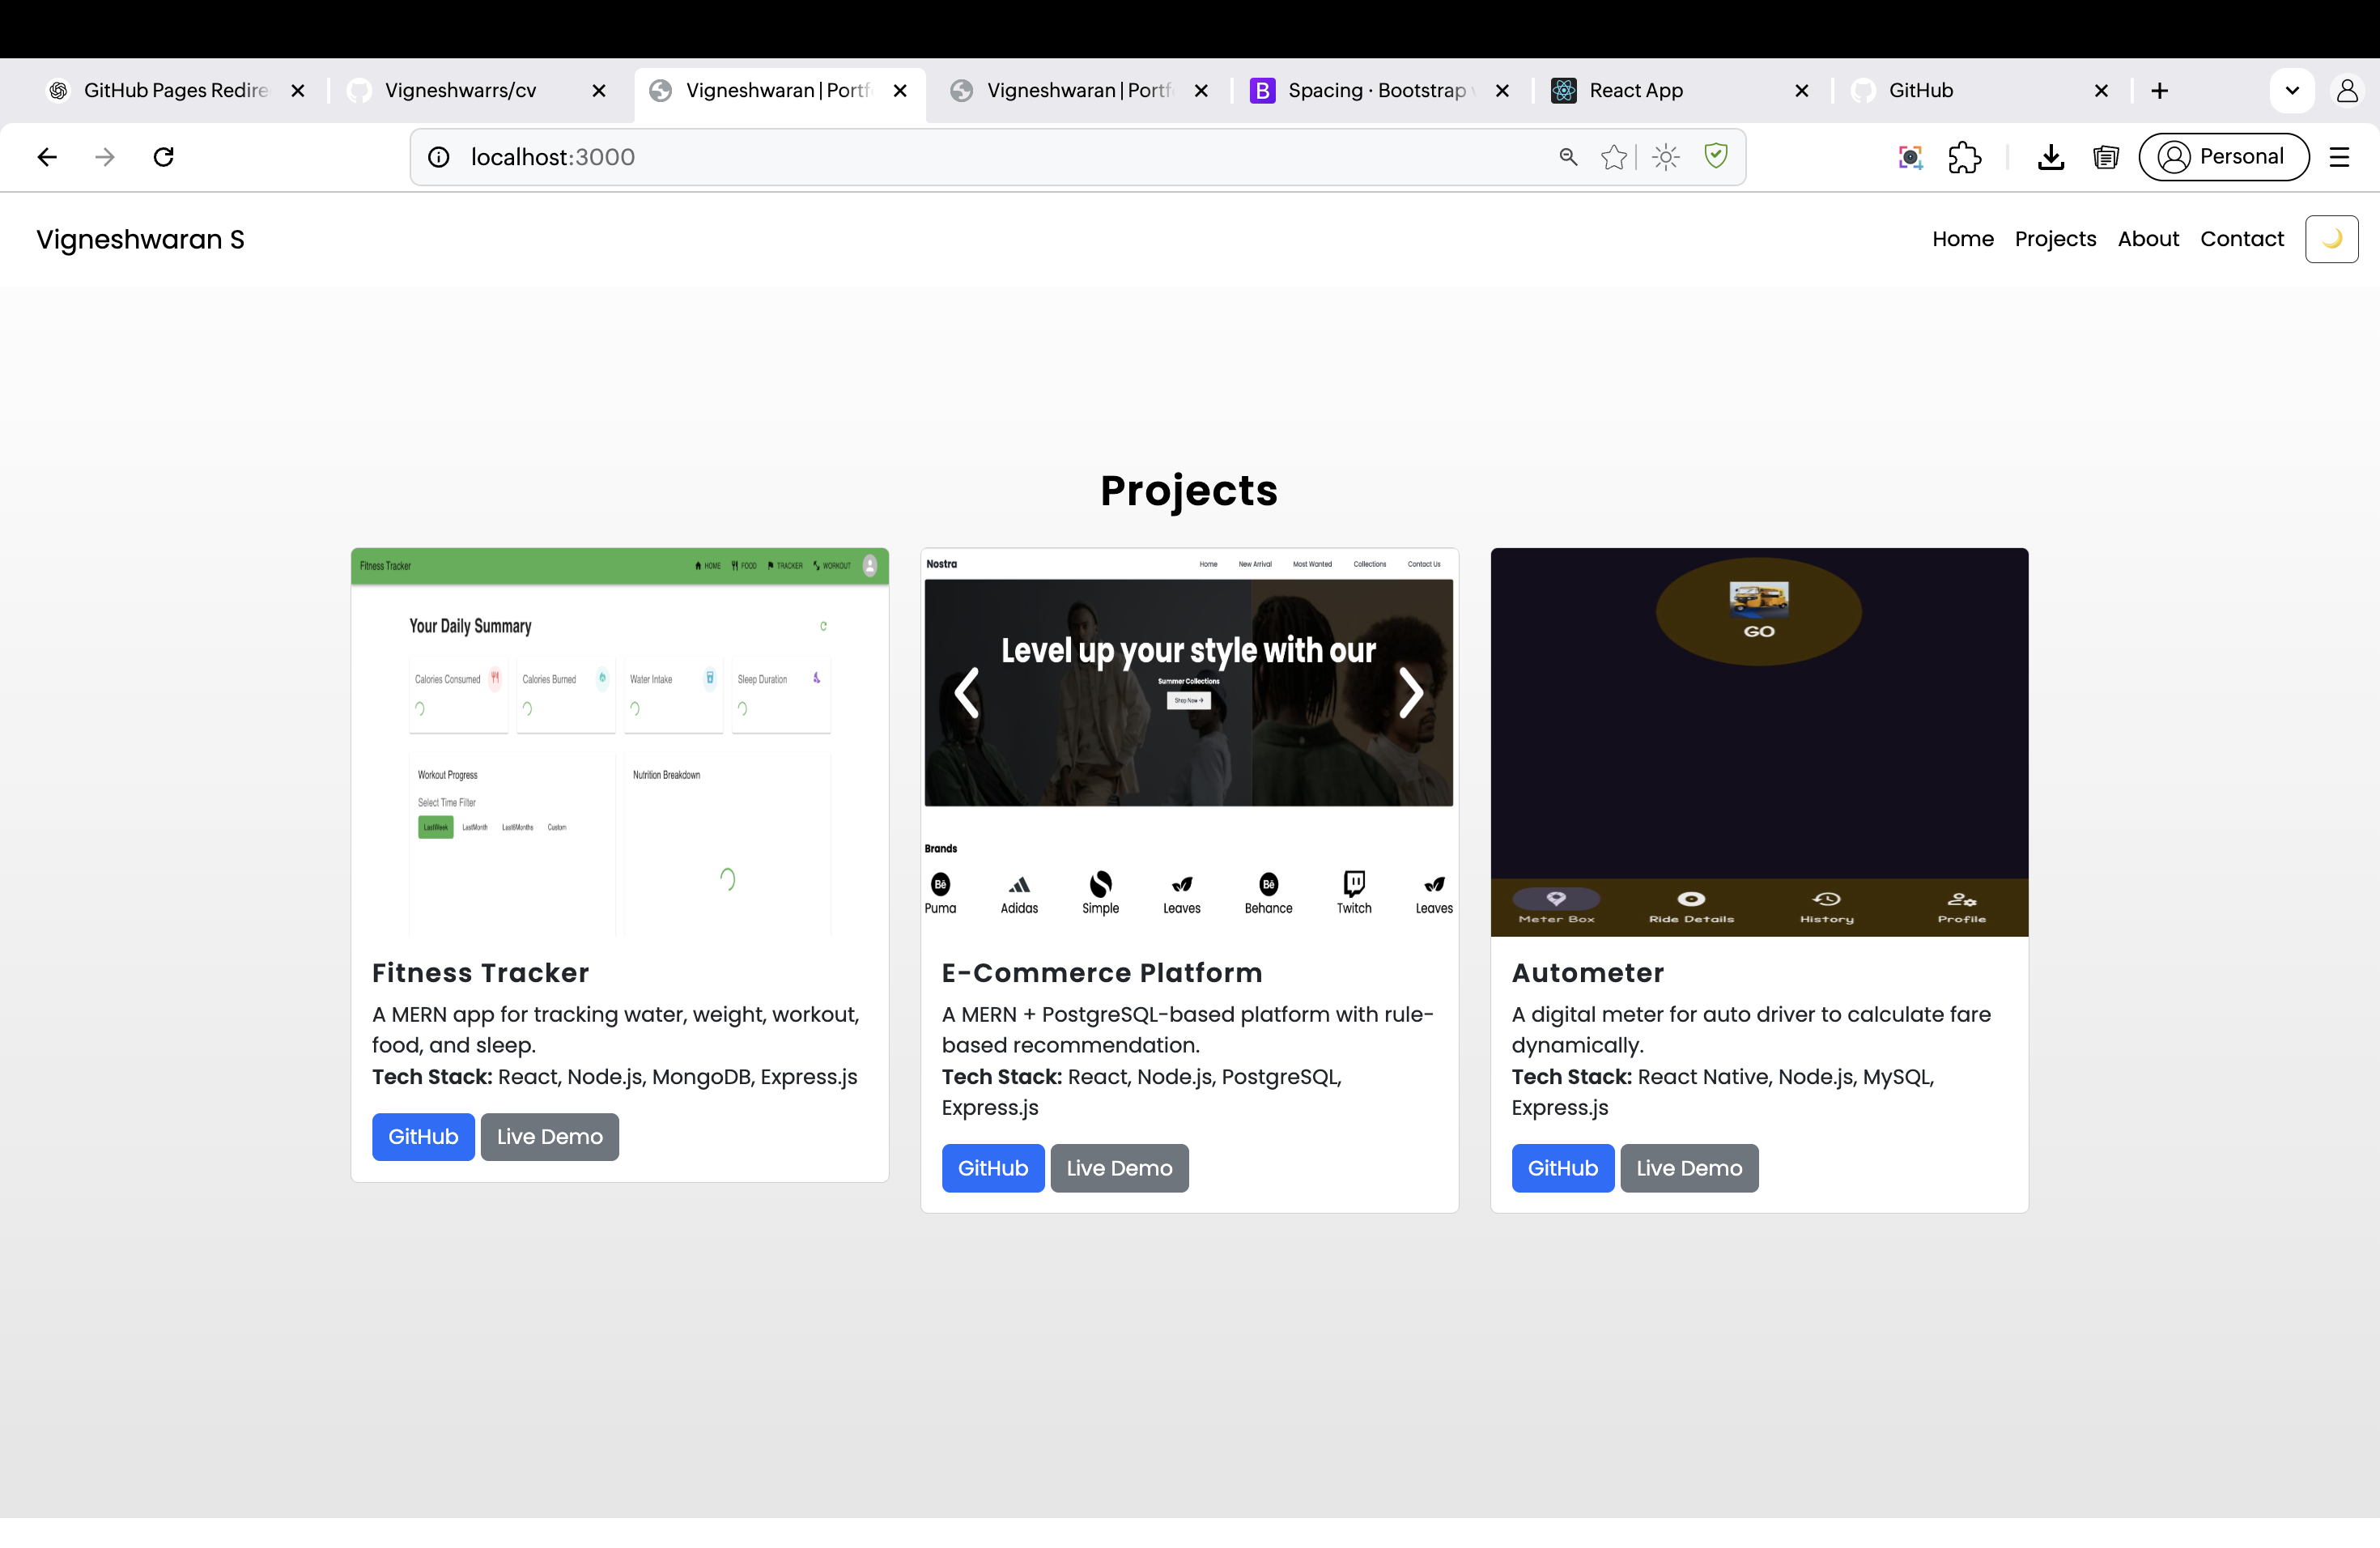 GitHub Pages Redire
Vigneshwarrs/cv
Vigneshwaran | Portf
Vigneshwaran | Portf
Spacing · Bootstrap
React App
GitHub
localhost:3000
Personal
Vigneshwaran S
Home
Projects
About
Contact
Projects
Fitness Tracker
HOME
FOOD
TRACKER
WORKOUT
Your Daily Summary
Calories Consumed
Calories Burned
Water Intake
Sleep Duration
Workout Progress
Select Time Filter
LastWeek
LastMonth
Last6Months
Custom
Nutrition Breakdown
Fitness Tracker
A MERN app for tracking water, weight, workout,
food, and sleep.
Tech Stack: React, Node.js, MongoDB, Express.js
GitHub
Live Demo
Nostra
Home
New Arrival
Most Wanted
Collections
Contact Us
Level up your style with our
Summer Collections
Shop Now →
Brands
Bē
Puma
Adidas
Simple
Leaves
Bē
Behance
Twitch
Leaves
E-Commerce Platform
A MERN + PostgreSQL-based platform with rule-
based recommendation.
Tech Stack: React, Node.js, PostgreSQL,
Express.js
GitHub
Live Demo
GO
Meter Box
Ride Details
History
Profile
Autometer
A digital meter for auto driver to calculate fare
dynamically.
Tech Stack: React Native, Node.js, MySQL,
Express.js
GitHub
Live Demo